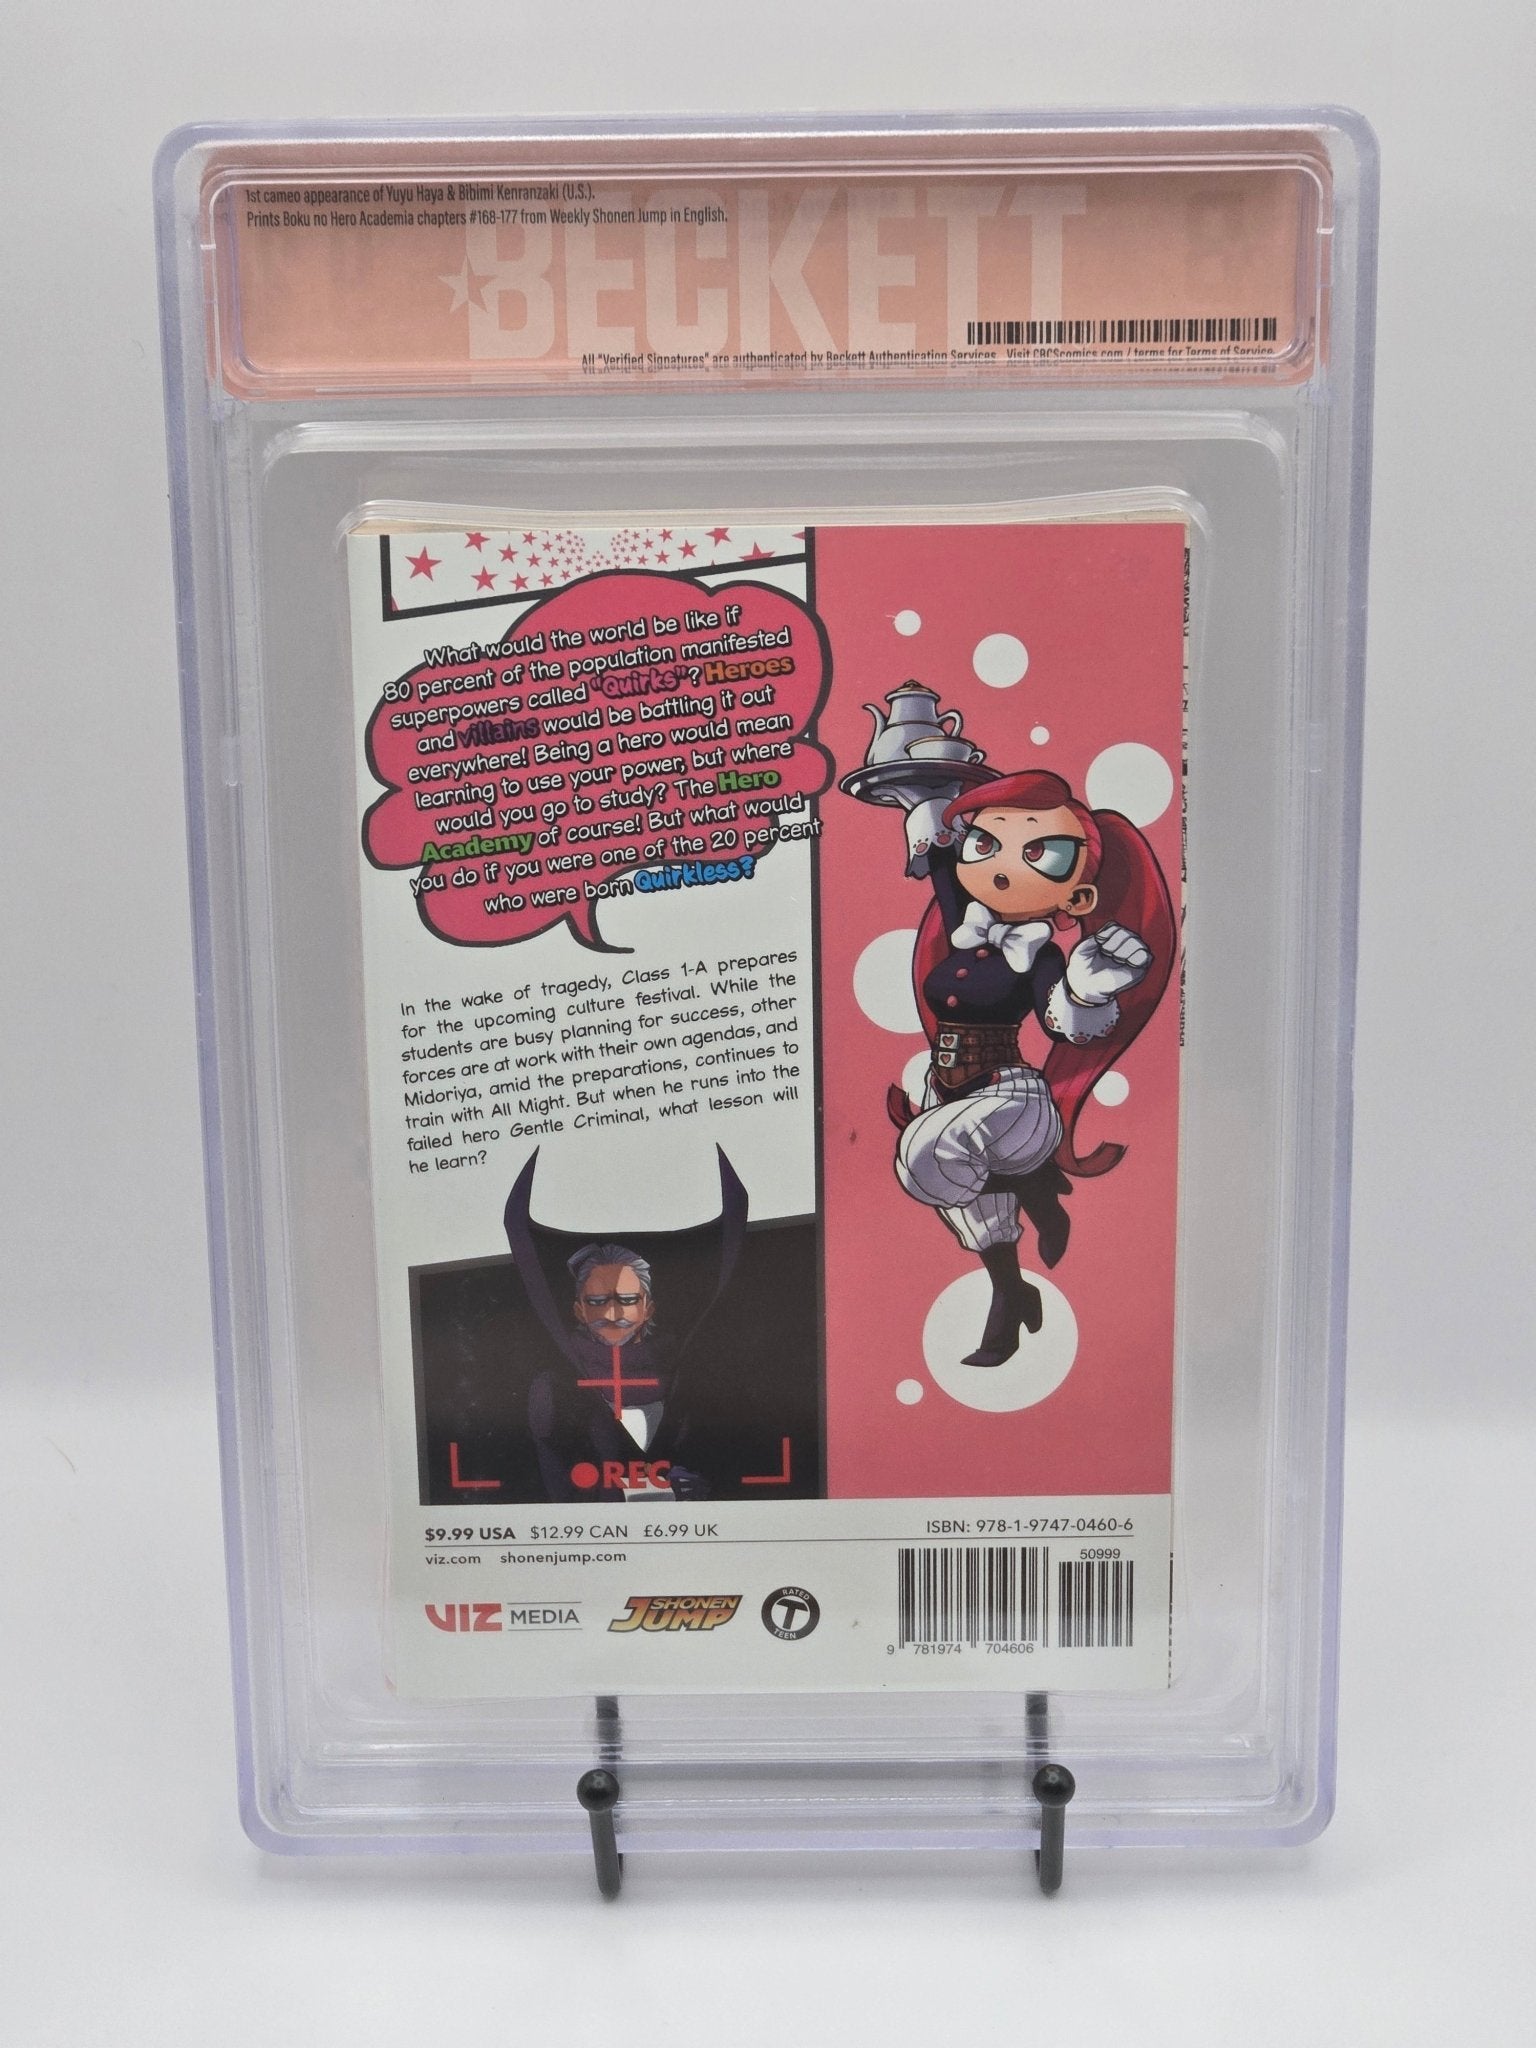 1st cameo appearance of Yuyu Haya & Bibimi Kenranzaki (U.S.).
Prints Boku no Hero Academia chapters #168-177 from Weekly Shonen Jump in English.
BECKETT
All "Verified Signatures" are authenticated by Beckett Authentication Services. Visit CBCScomics.com / terms for Terms of Service.
What would the world be like if
80 percent of the population manifested
superpowers called "Quirks"? Heroes
and villains would be battling it out
everywhere! Being a hero would mean
learning to use your power, but where
would you go to study? The Hero
Academy of course! But what would
you do if you were one of the 20 percent
who were born Quirkless?
In the wake of tragedy, Class 1-A prepares
for the upcoming culture festival. While the
students are busy planning for success, other
forces are at work with their own agendas, and
Midoriya, amid the preparations, continues to
train with All Might. But when he runs into the
failed hero Gentle Criminal, what lesson will
he learn?
REC
$9.99 USA $12.99 CAN £6.99 UK
ISBN: 978-1-9747-0460-6
viz.com shonenjump.com
50999
VIZ MEDIA
SHONEN
JUMP
RATED
T
TEEN
9 781974 704606